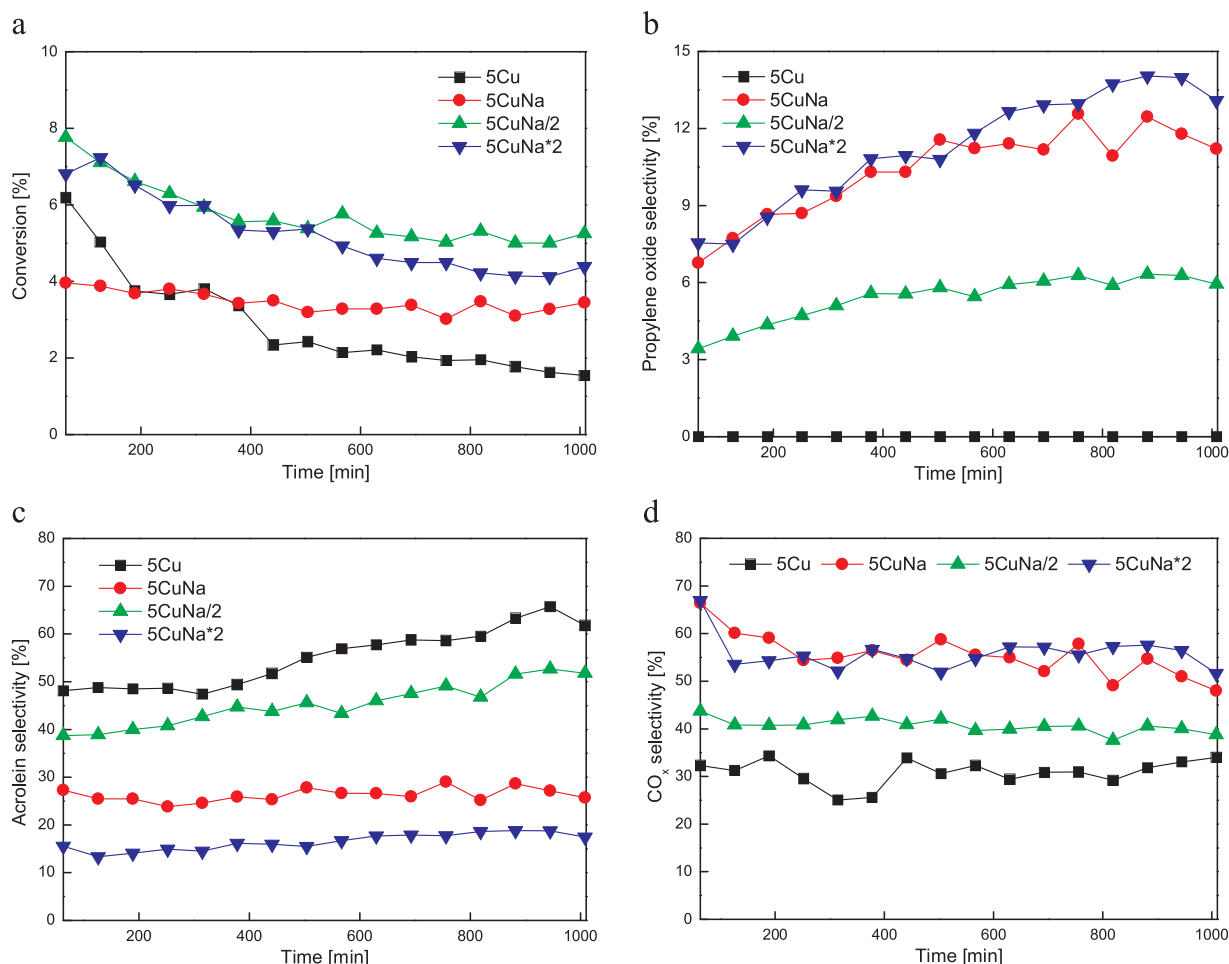 a
Conversion [%]
10
8
6
4
2
0
200
400
600
800
1000
Time [min]
5Cu
5CuNa
5CuNa/2
5CuNa*2
b
Propylene oxide selectivity [%]
15
12
9
6
3
0
200
400
600
800
1000
Time [min]
5Cu
5CuNa
5CuNa/2
5CuNa*2
c
Acrolein selectivity [%]
80
70
60
50
40
30
20
10
0
200
400
600
800
1000
Time [min]
5Cu
5CuNa
5CuNa/2
5CuNa*2
d
COx selectivity [%]
80
70
60
50
40
30
20
10
0
200
400
600
800
1000
Time [min]
5Cu 5CuNa 5CuNa/2 5CuNa*2